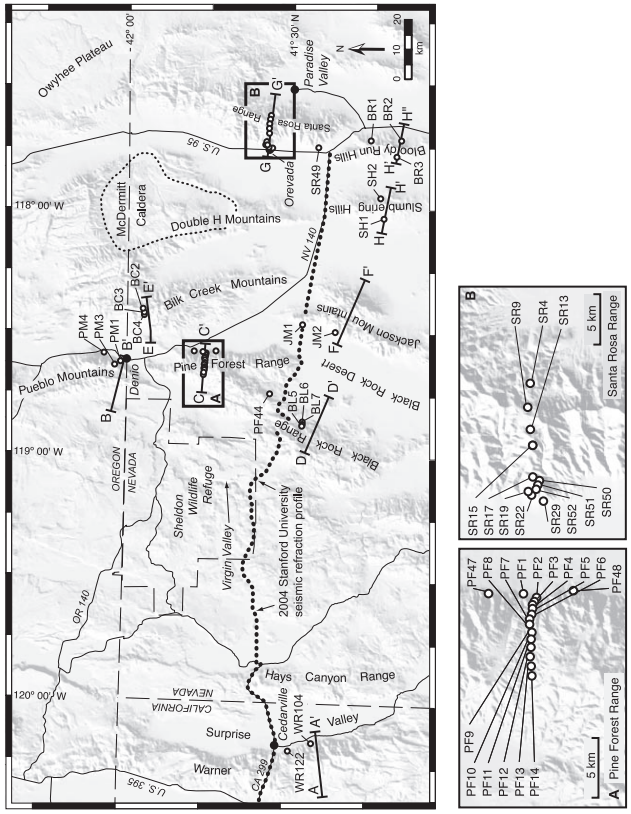 Owyhee Plateau
42° 00'
41° 30' N
Paradise
Valley
N
0 10 20
km
B
G'
G
Santa Rosa
Range
Orevada
U.S. 95
SR49
BR1
BR2
BR3
H"
H'
Bloody Run Hills
SH2
SH1
H'
H
Slumbering
Hills
118° 00' W
McDermitt
Caldera
Double H Mountains
NV 140
Bilk Creek Mountains
BC2
BC3
BC4
E'
E
PM4
PM3
PM1
B'
B
Denio
Pueblo Mountains
C'
C
A
Pine Forest Range
JM1
JM2
F'
F
Jackson Mountains
Black Rock Desert
PF44
BL5
BL6
BL7
D'
D
Black Rock Range
119° 00' W
OREGON
NEVADA
Sheldon
Wildlife
Refuge
Virgin Valley
2004 Stanford University
seismic refraction profile
OR 140
Hays Canyon Range
120° 00' W
CALIFORNIA
NEVADA
Surprise
Valley
Cedarville
WR104
WR122
A'
A
Warner
CA 299
U.S. 395
B
SR9
SR4
SR13
SR15
SR17
SR19
SR22
SR29
SR52
SR51
SR50
5 km
Santa Rosa Range
PF47
PF8
PF7
PF1
PF2
PF3
PF4
PF5
PF6
PF48
PF9
PF10
PF11
PF12
PF13
PF14
5 km
A Pine Forest Range